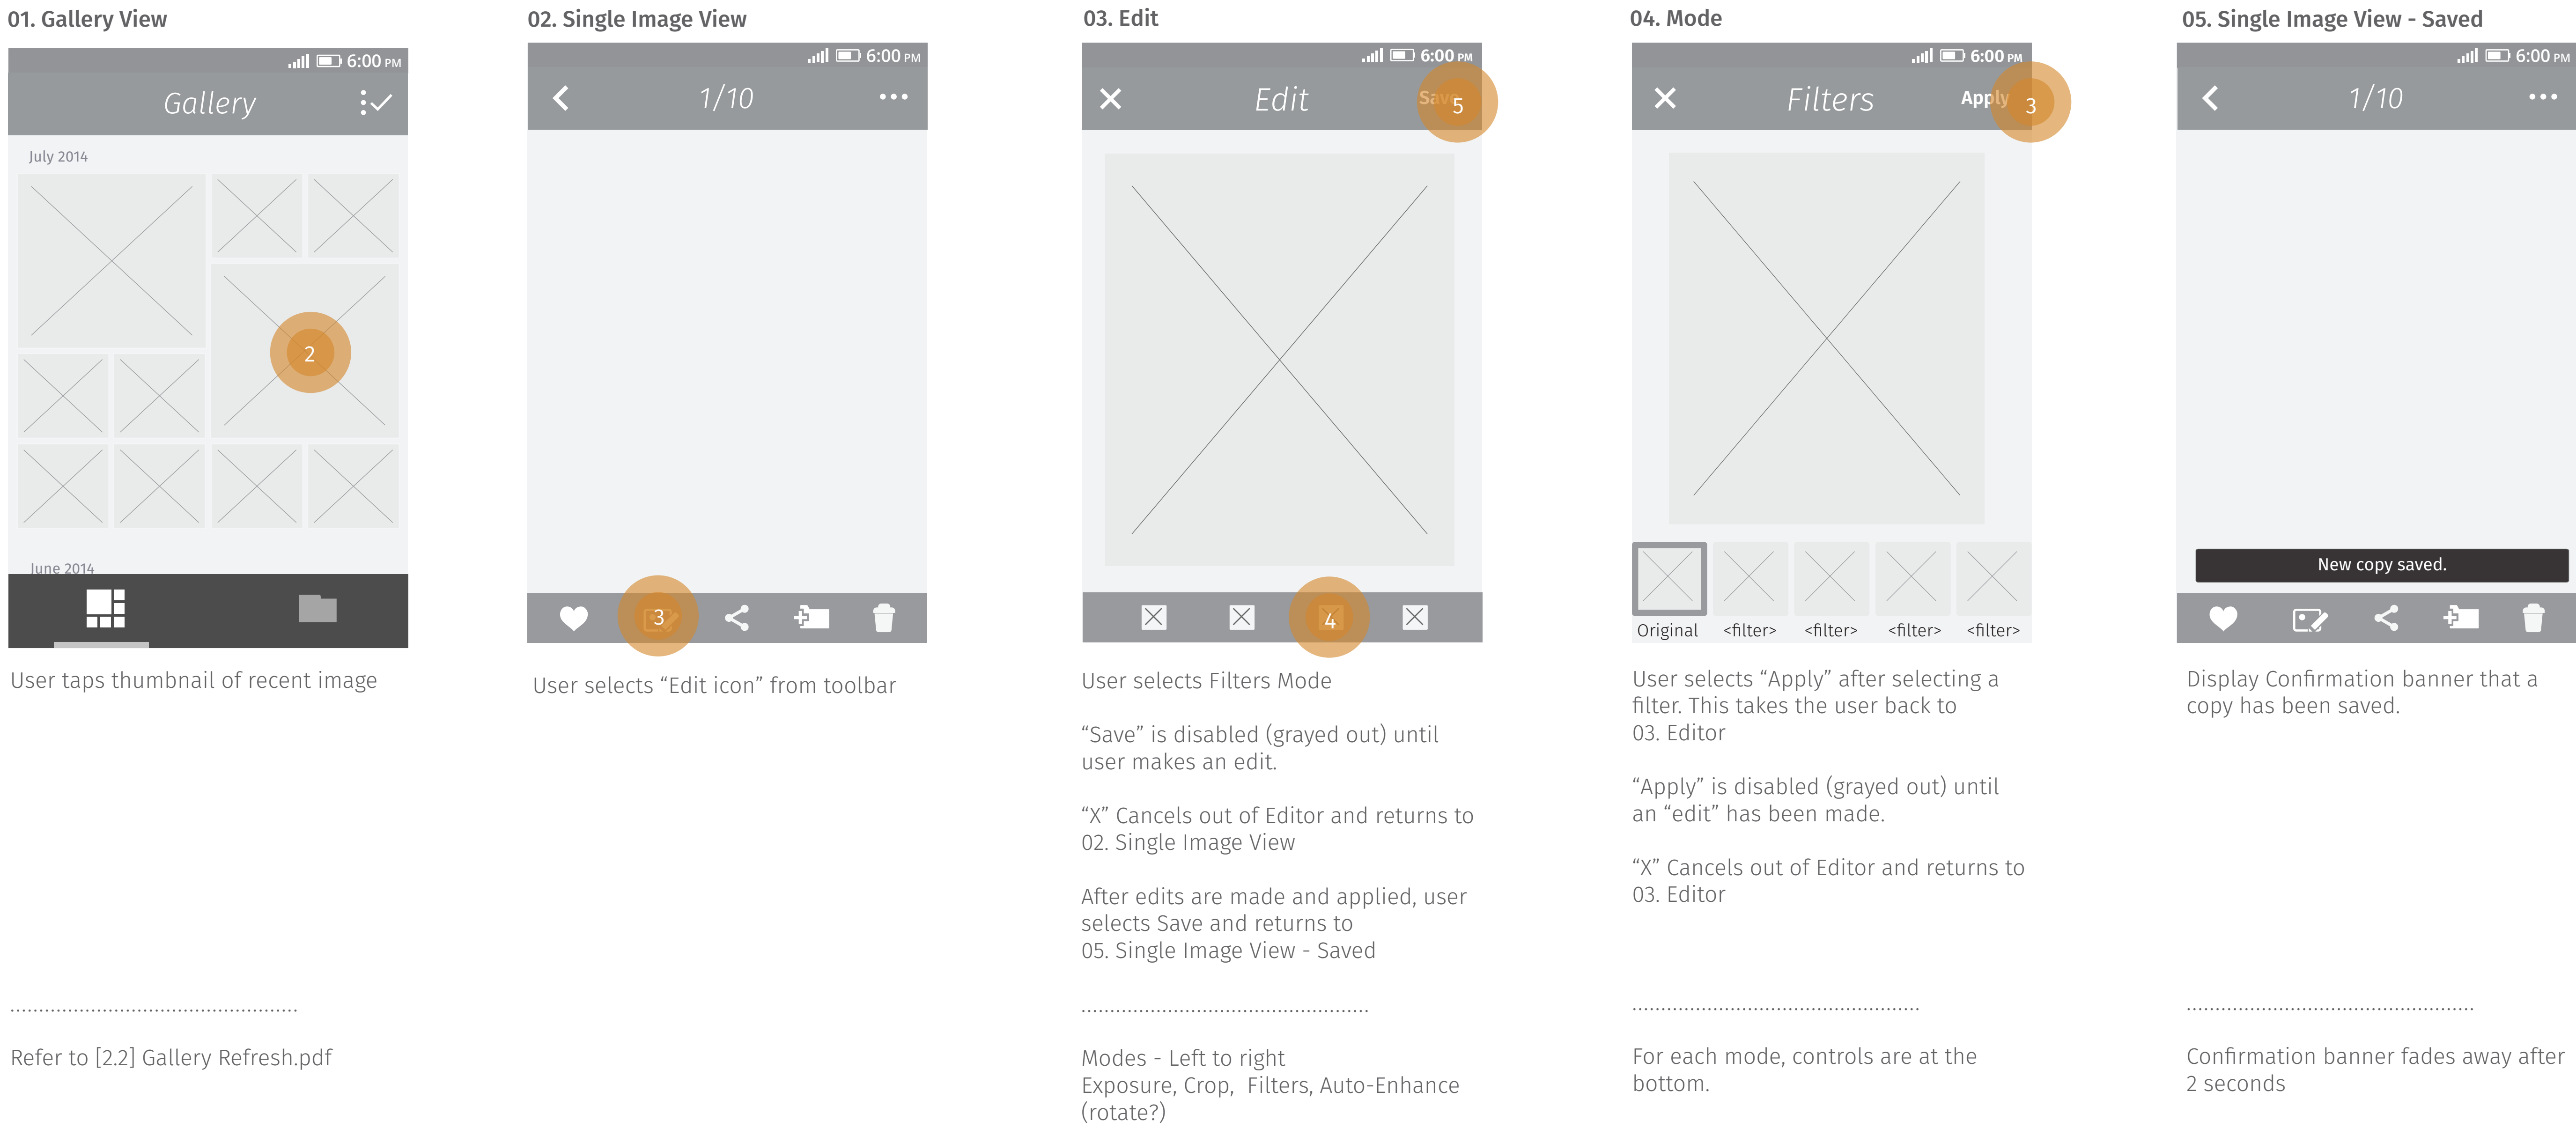 01. Gallery View
6:00 PM
Gallery
July 2014
2
June 2014
User taps thumbnail of recent image
Refer to [2.2] Gallery Refresh.pdf
02. Single Image View
6:00 PM
1/10
3
User selects “Edit icon” from toolbar
03. Edit
6:00 PM
Edit
Save
5
4
User selects Filters Mode
“Save” is disabled (grayed out) until
user makes an edit.
“X” Cancels out of Editor and returns to
02. Single Image View
After edits are made and applied, user
selects Save and returns to
05. Single Image View - Saved
Modes - Left to right
Exposure, Crop,  Filters, Auto-Enhance
(rotate?)
04. Mode
6:00 PM
Filters
Apply
3
Original <filter> <filter> <filter> <filter>
User selects “Apply” after selecting a
filter. This takes the user back to
03. Editor
“Apply” is disabled (grayed out) until
an “edit” has been made.
“X” Cancels out of Editor and returns to
03. Editor
For each mode, controls are at the
bottom.
05. Single Image View - Saved
6:00 PM
1/10
New copy saved.
Display Confirmation banner that a
copy has been saved.
Confirmation banner fades away after
2 seconds